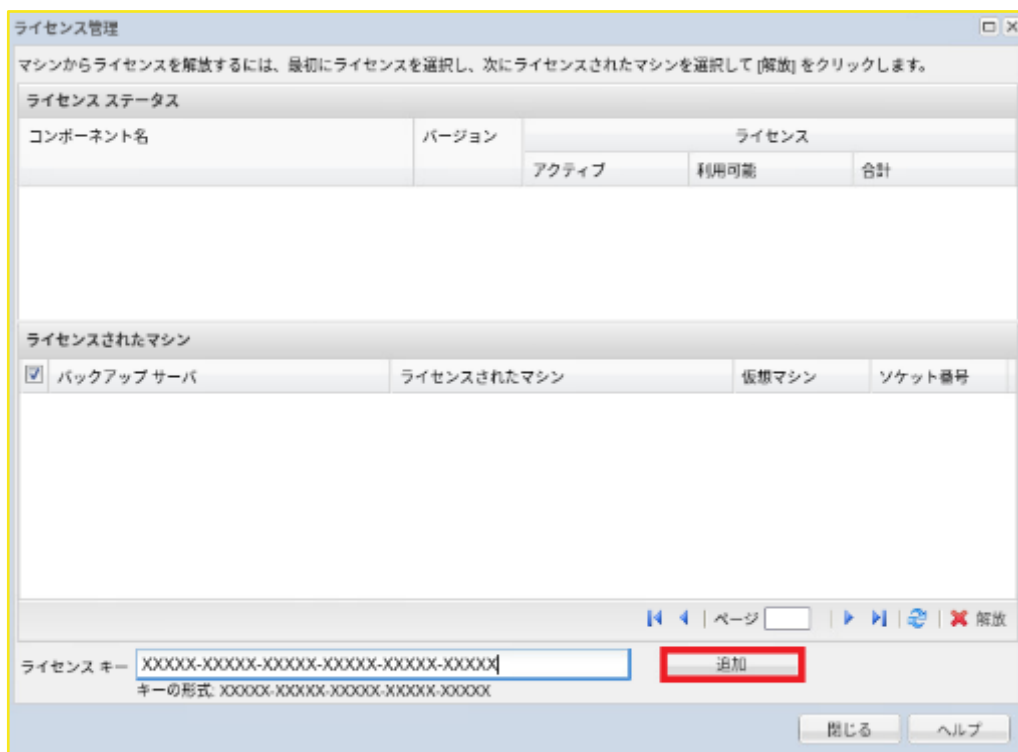 ライセンス管理
マシンからライセンスを解放するには、最初にライセンスを選択し、次にライセンスされたマシンを選択して [解放] をクリックします。
ライセンス ステータス
コンポーネント名 バージョン ライセンス
アクティブ 利用可能 合計
ライセンスされたマシン
バックアップ サーバ ライセンスされたマシン 仮想マシン ソケット番号
ページ 解放
ライセンス キー XXXXX-XXXXX-XXXXX-XXXXX-XXXXX-XXXXX 追加
キーの形式: XXXXX-XXXXX-XXXXX-XXXXX-XXXXX
閉じる ヘルプ